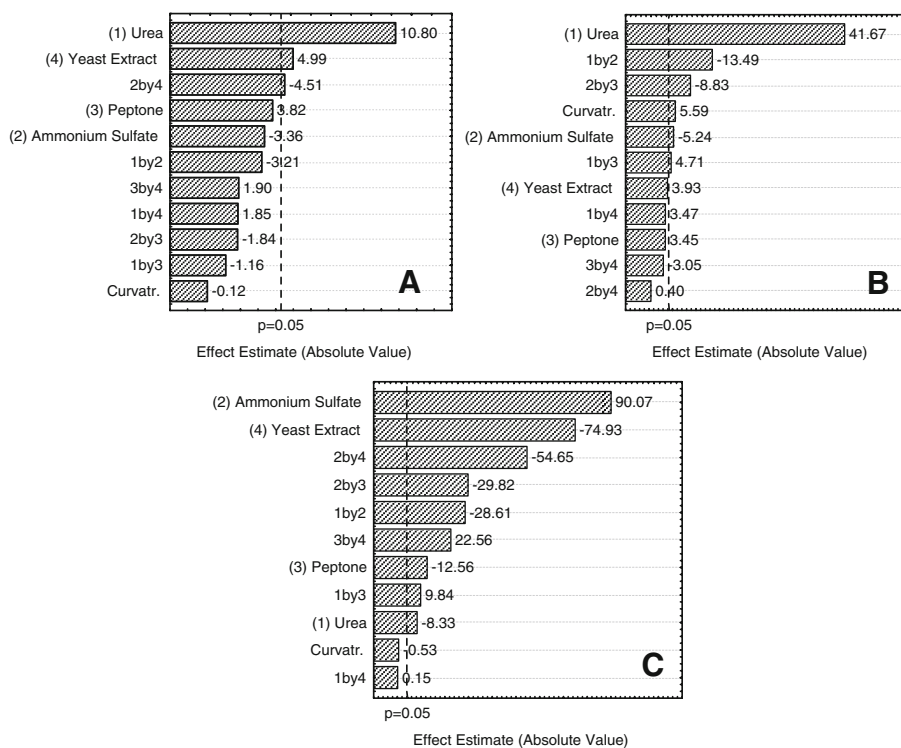 (1) Urea 10.80
(4) Yeast Extract 4.99
2by4 -4.51
(3) Peptone 3.82
(2) Ammonium Sulfate -3.36
1by2 -3.21
3by4 1.90
1by4 1.85
2by3 -1.84
1by3 -1.16
Curvatr. -0.12
A
p=0.05
Effect Estimate (Absolute Value)
(1) Urea 41.67
1by2 -13.49
2by3 -8.83
Curvatr. 5.59
(2) Ammonium Sulfate -5.24
1by3 4.71
(4) Yeast Extract 3.93
1by4 3.47
(3) Peptone 3.45
3by4 -3.05
2by4 0.40
B
p=0.05
Effect Estimate (Absolute Value)
(2) Ammonium Sulfate 90.07
(4) Yeast Extract -74.93
2by4 -54.65
2by3 -29.82
1by2 -28.61
3by4 22.56
(3) Peptone -12.56
1by3 9.84
(1) Urea -8.33
Curvatr. -0.53
1by4 0.15
C
p=0.05
Effect Estimate (Absolute Value)